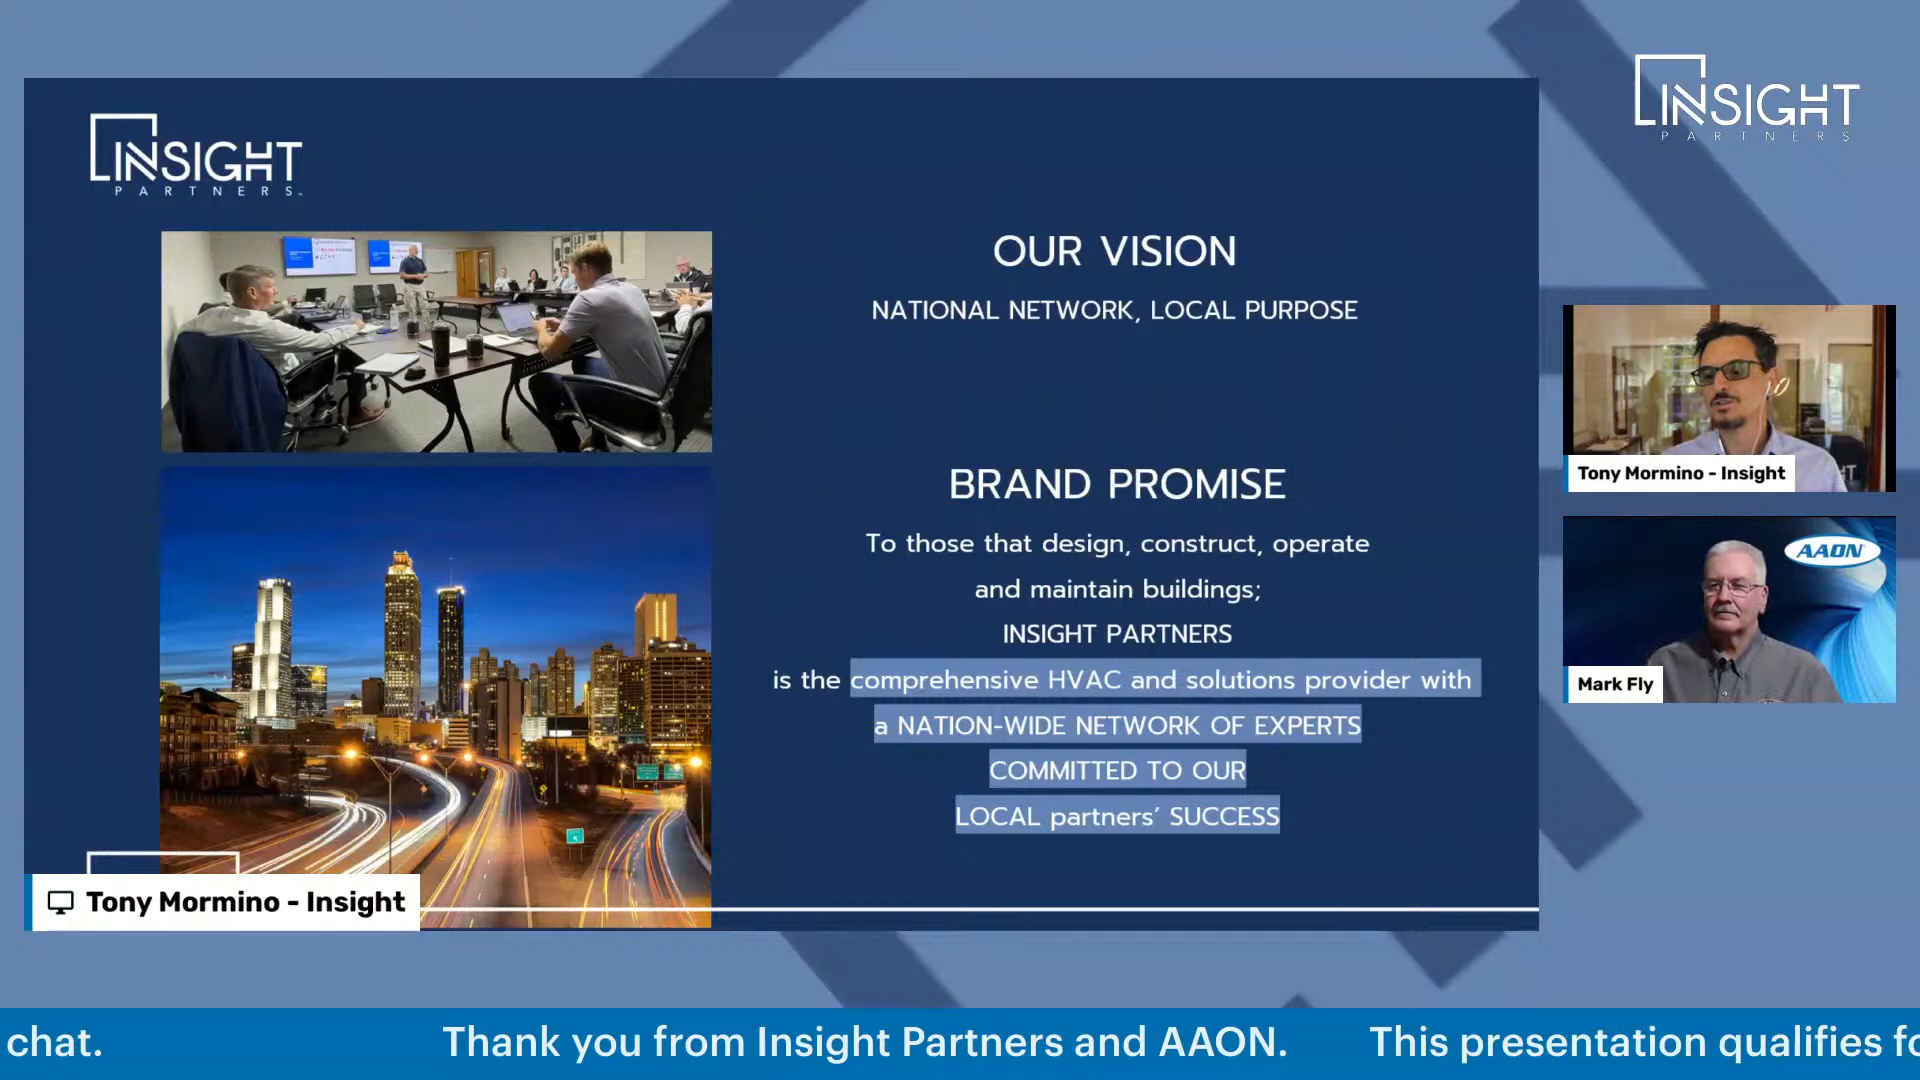 INSIGHT
PARTNERS
OUR VISION
NATIONAL NETWORK, LOCAL PURPOSE
BRAND PROMISE
To those that design, construct, operate
and maintain buildings;
INSIGHT PARTNERS
is the comprehensive HVAC and solutions provider with
a NATION-WIDE NETWORK OF EXPERTS
COMMITTED TO OUR
LOCAL partners’ SUCCESS
Tony Mormino - Insight
INSIGHT
PARTNERS
Tony Mormino - Insight
AAON
Mark Fly
chat. Thank you from Insight Partners and AAON. This presentation qualifies fo